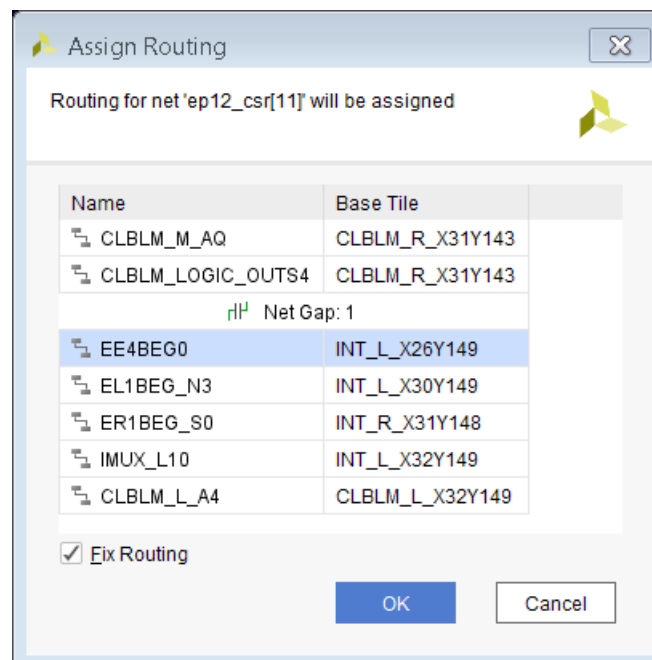 Assign Routing
Routing for net 'ep12_csr[11]' will be assigned
Name Base Tile
CLBLM_M_AQ CLBLM_R_X31Y143
CLBLM_LOGIC_OUTS4 CLBLM_R_X31Y143
Net Gap: 1
EE4BEG0 INT_L_X26Y149
EL1BEG_N3 INT_L_X30Y149
ER1BEG_S0 INT_R_X31Y148
IMUX_L10 INT_L_X32Y149
CLBLM_L_A4 CLBLM_L_X32Y149
Fix Routing
OK Cancel